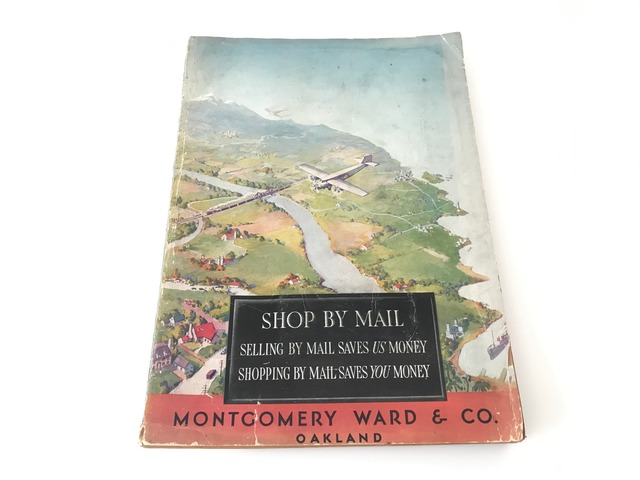 SHOP BY MAIL
SELLING BY MAIL SAVES US MONEY
SHOPPING BY MAIL SAVES YOU MONEY
MONTGOMERY WARD & CO.
OAKLAND